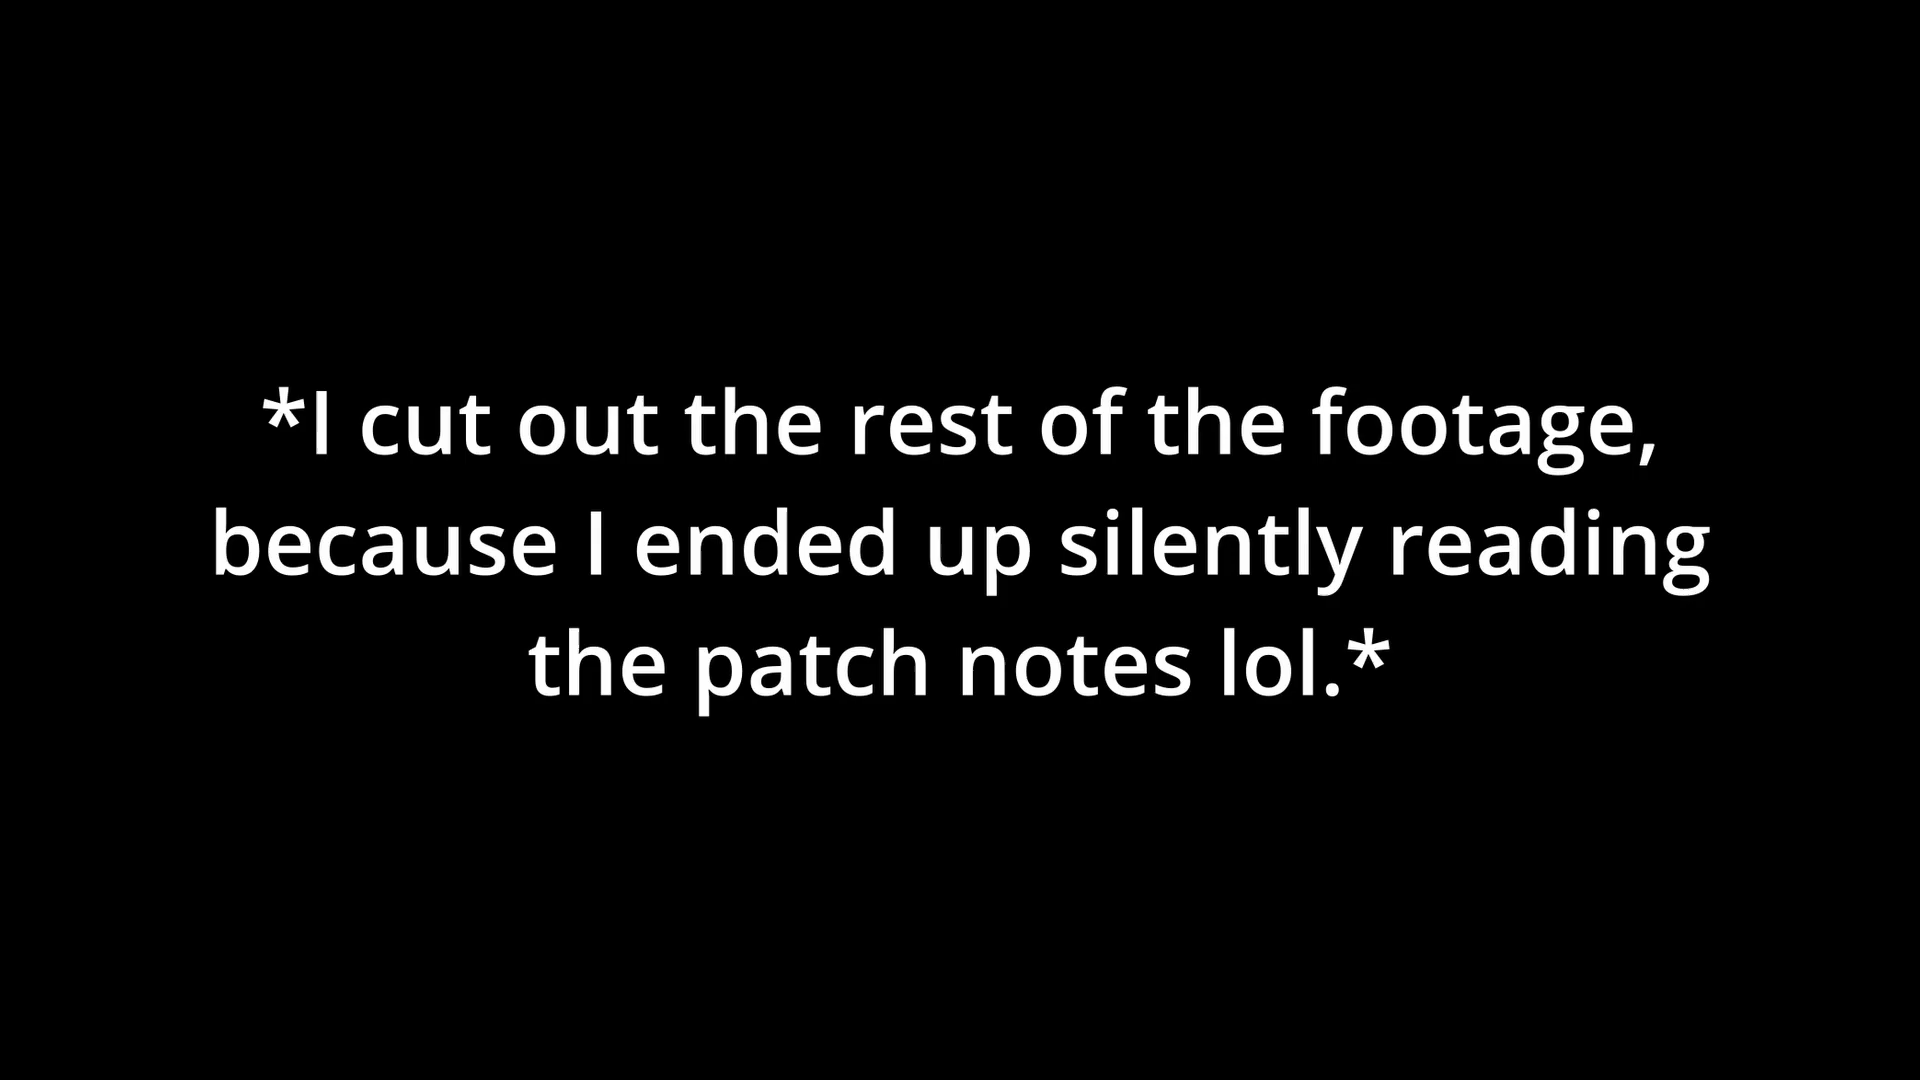 *I cut out the rest of the footage,
because I ended up silently reading
the patch notes lol.*